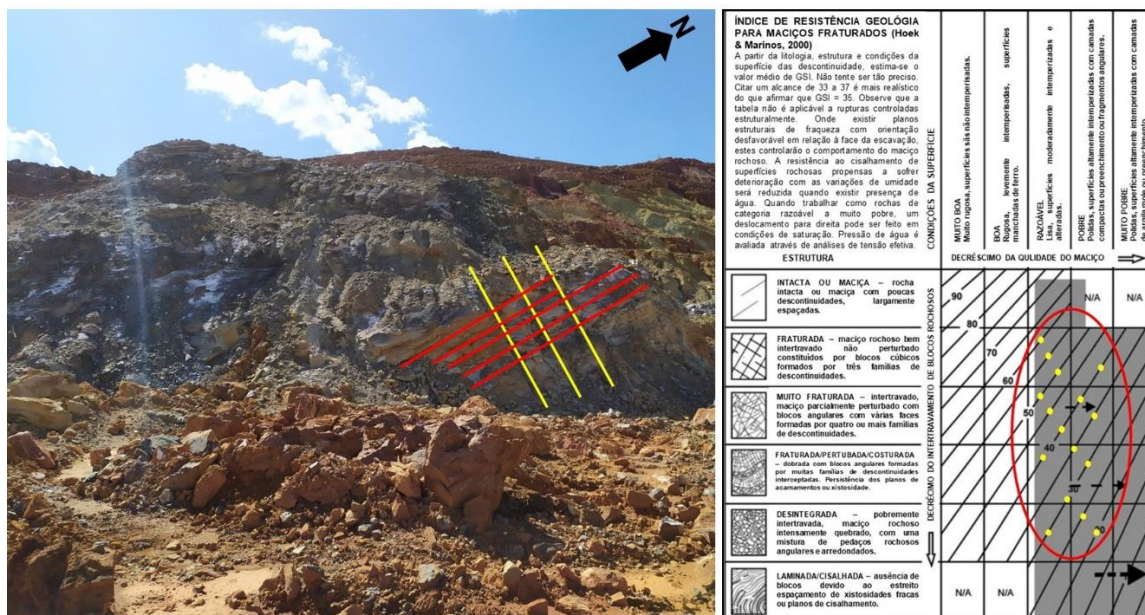 N
ÍNDICE DE RESISTÊNCIA GEOLÓGIA
PARA MACIÇOS FRATURADOS (Hoek
& Marinos, 2000)
A partir da litologia, estrutura e condições da
superfície das descontinuidade, estima-se o
valor médio de GSI. Não tente ser tão preciso.
Citar um alcance de 33 a 37 é mais realístico
do que afirmar que GSI = 35. Observe que a
tabela não é aplicável a rupturas controladas
estruturalmente. Onde existir planos
estruturais de fraqueza com orientação
desfavorável em relação à face da escavação,
estes controlarão o comportamento do maciço
rochoso. A resistência ao cisalhamento de
superfícies rochosas propensas a sofrer
deterioração com as variações de umidade
será reduzida quando existir presença de
água. Quando trabalhar como rochas de
categoria razoável a muito pobre, um
deslocamento para direita pode ser feito em
condições de saturação. Pressão de água é
avaliada através de análises de tensão efetiva.
ESTRUTURA
CONDIÇÕES DA SUPERFÍCIE
MUITO BOA
Muito rugosa, superfícies sãs não intemperisadas.
BOA
Rugosa, levemente intemperisadas, superfícies
manchadas de ferro.
RAZOÁVEL
Lisa, superfícies moderadamente intemperizadas e
alteradas.
POBRE
Polidas, superfícies altamente intemperizadas com camadas
compactas ou preenchimento ou fragmentos angulares.
MUITO POBRE
Polidas, superfícies altamente intemperizadas com camadas
DECRÉSCIMO DA QULIDADE DO MACIÇO
INTACTA OU MACIÇA – rocha
intacta ou maciça com poucas
descontinuidades, largamente
espaçadas.
FRATURADA – maciço rochoso bem
intertravado não perturbado
constituídos por blocos cúbicos
formados por três famílias de
descontinuidades.
MUITO FRATURADA – intertravado,
maciço parcialmente perturbado com
blocos angulares com várias faces
formadas por quatro ou mais famílias
de descontinuidades.
FRATURADA/PERTUBADA/COSTURADA
– dobrada com blocos angulares formadas
por muitas famílias de descontinuidades
interceptadas. Persistência dos planos de
acamamentos ou xistosidade.
DESINTEGRADA – pobremente
intertravada, maciço rochoso
intensamente quebrado, com uma
mistura de pedaços rochosos
angulares e arredondados.
LAMINADA/CISALHADA – ausência de
blocos devido ao estreito
espaçamento de xistosidades fracas
ou planos de cisalhamento.
DECRÉCIMO DO INTERTRAVAMENTO DE BLOCOS ROCHOSOS
90
80
70
60
50
40
30
N/A
N/A
N/A
N/A